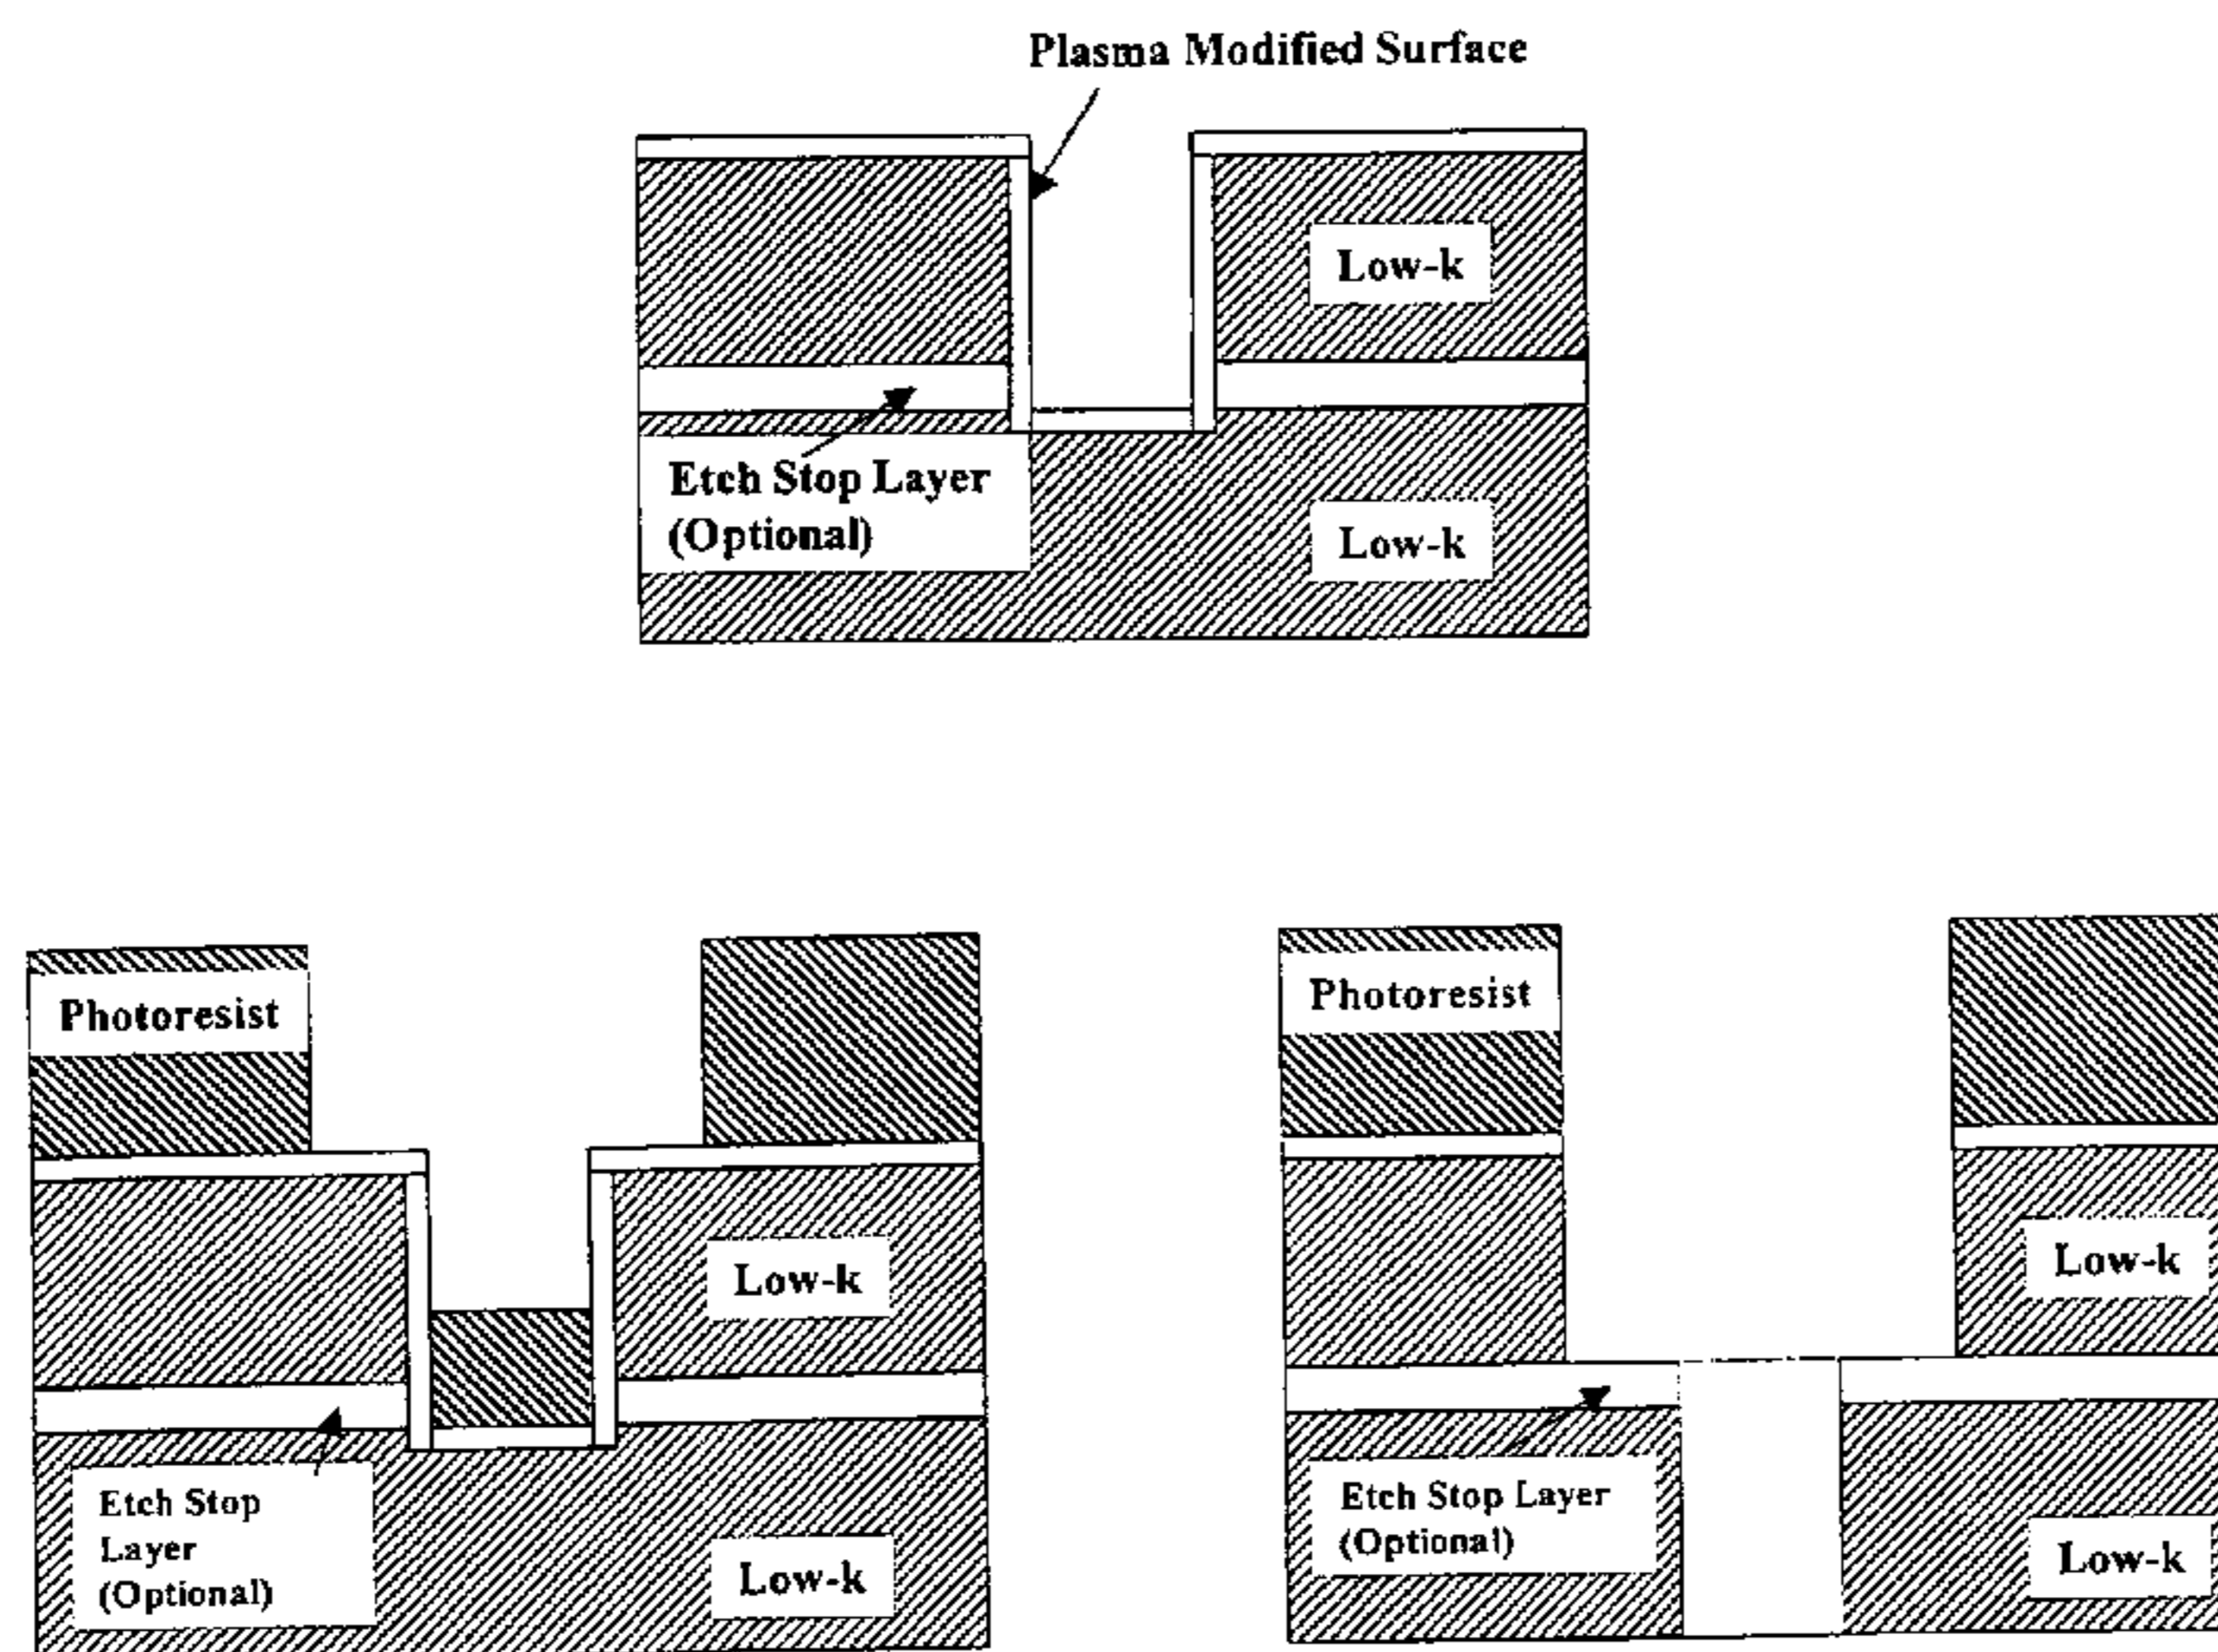 Plasma Modified Surface
Low-k
Etch Stop Layer
(Optional)
Low-k
Photoresist
Low-k
Etch Stop
Layer
(Optional)
Low-k
Photoresist
Low-k
Etch Stop Layer
(Optional)
Low-k